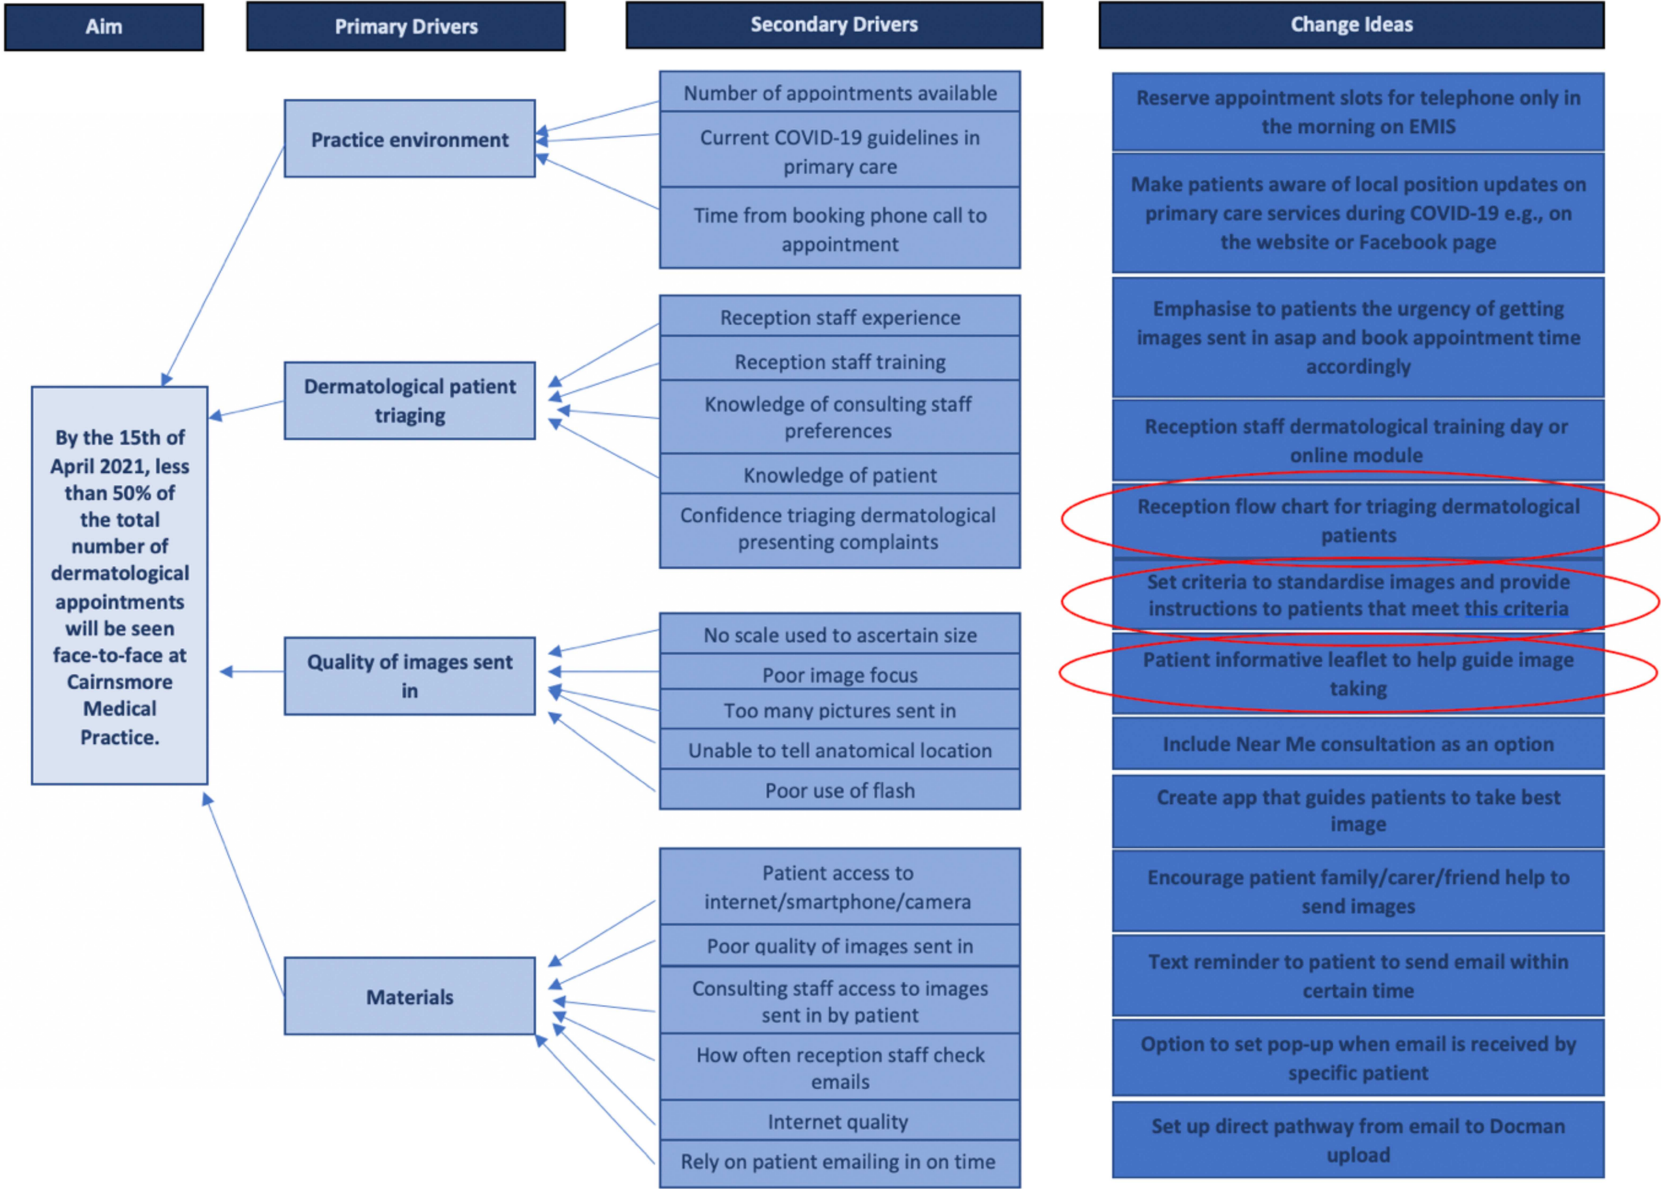 Aim
Primary Drivers
Secondary Drivers
Change Ideas
By the 15th of
April 2021, less
than 50% of
the total
number of
dermatological
appointments
will be seen
face-to-face at
Cairnsmore
Medical
Practice.
Practice environment
Dermatological patient
triaging
Quality of images sent
in
Materials
Number of appointments available
Current COVID-19 guidelines in
primary care
Time from booking phone call to
appointment
Reception staff experience
Reception staff training
Knowledge of consulting staff
preferences
Knowledge of patient
Confidence triaging dermatological
presenting complaints
No scale used to ascertain size
Poor image focus
Too many pictures sent in
Unable to tell anatomical location
Poor use of flash
Patient access to
internet/smartphone/camera
Poor quality of images sent in
Consulting staff access to images
sent in by patient
How often reception staff check
emails
Internet quality
Rely on patient emailing in on time
Reserve appointment slots for telephone only in
the morning on EMIS
Make patients aware of local position updates on
primary care services during COVID-19 e.g., on
the website or Facebook page
Emphasise to patients the urgency of getting
images sent in asap and book appointment time
accordingly
Reception staff dermatological training day or
online module
Reception flow chart for triaging dermatological
patients
Set criteria to standardise images and provide
instructions to patients that meet this criteria
Patient informative leaflet to help guide image
taking
Include Near Me consultation as an option
Create app that guides patients to take best
image
Encourage patient family/carer/friend help to
send images
Text reminder to patient to send email within
certain time
Option to set pop-up when email is received by
specific patient
Set up direct pathway from email to Docman
upload